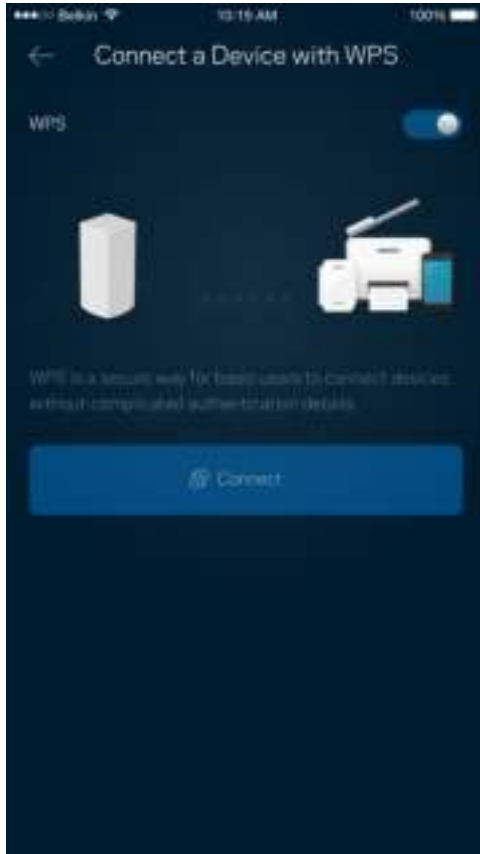 Belkin 10:19 AM 100%
Connect a Device with WPS
WPS
WPS is a secure way for basic users to connect devices
without complicated authentication details.
Connect